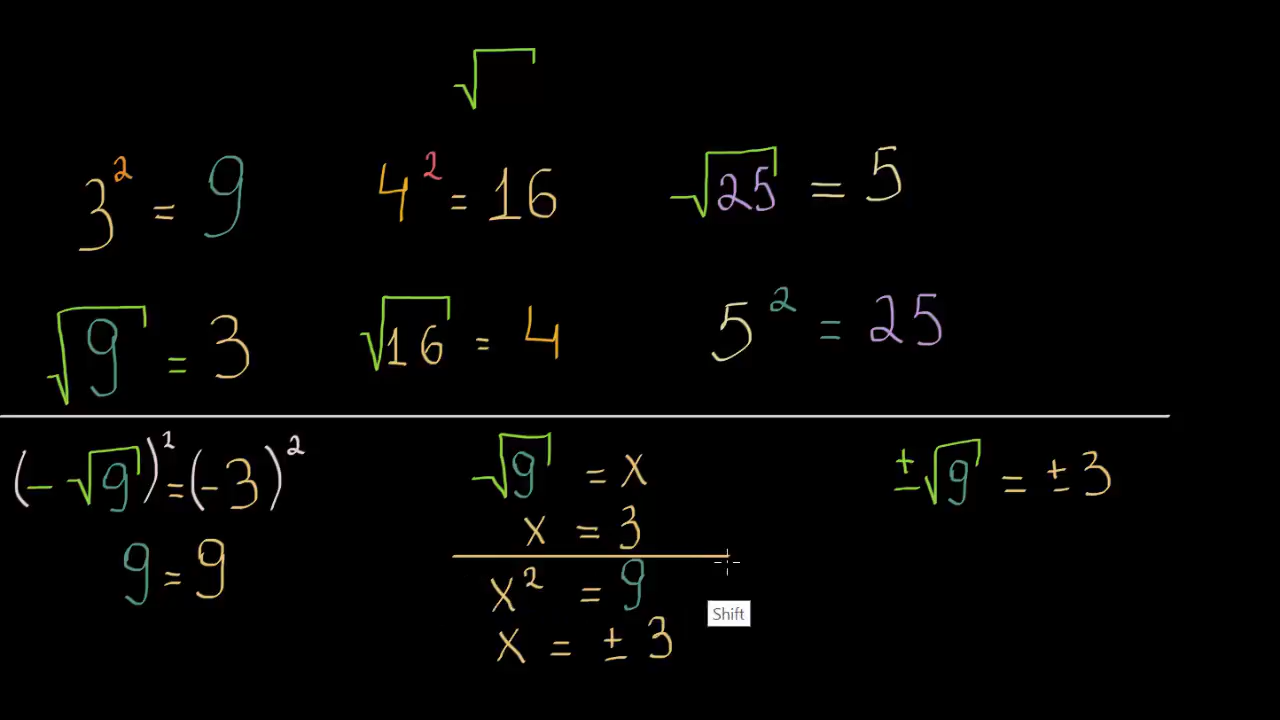 √
3² = 9 4² = 16 √25 = 5
√9 = 3 √16 = 4 5² = 25
(-√9)² = (-3)² √9 = x ±√9 = ±3
x = 3
9 = 9 x² = 9
Shift
x = ±3